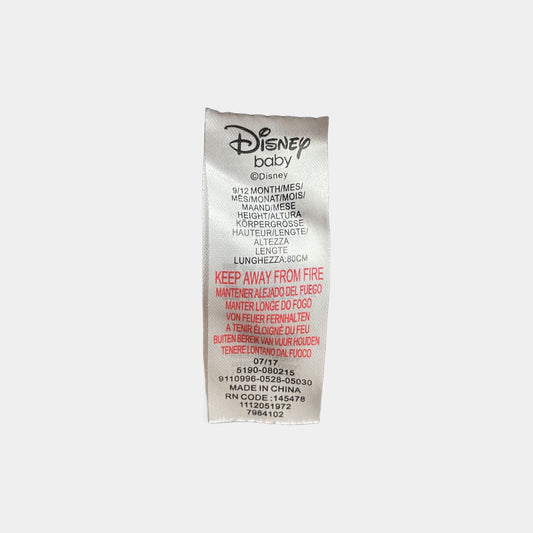 Disney
baby
©Disney
9/12 MONTH/MES/
MÊS/MONAT/MOIS/
MAAND/MESE
HEIGHT/ALTURA
KÖRPERGRÖSSE
HAUTEUR/LENGTE/
ALTEZZA
LENGTE
LUNGHEZZA:80CM
KEEP AWAY FROM FIRE
MANTENER ALEJADO DEL FUEGO
MANTER LONGE DO FOGO
VON FEUER FERNHALTEN
A TENIR ÉLOIGNÉ DU FEU
BUITEN BEREIK VAN VUUR HOUDEN
TENERE LONTANO DAL FUOCO
07/17
5190-080215
9110996-0528-05030
MADE IN CHINA
RN CODE :145478
1112051972
7984102